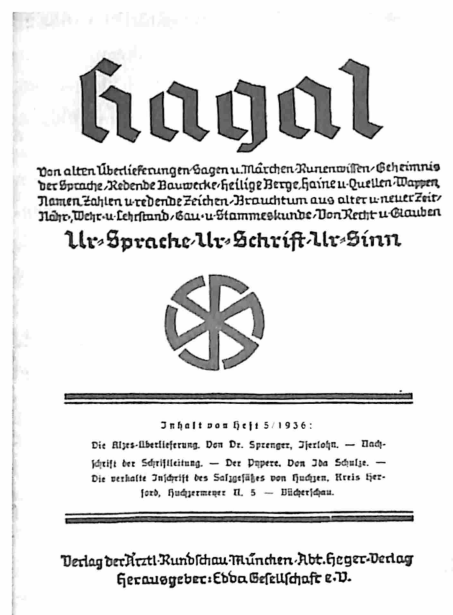 Hagal
Von alten Überlieferungen/Sagen u. Märchen/Runenwissen/Geheimnis
der Sprache/Redende Bauwerke/Heilige Berge, Haine u. Quellen/Wappen,
Namen, Zahlen u. redende Zeichen/Brauchtum aus alter u. neuer Zeit/
Nähr-, Wehr- u. Lehrstand/Gau- u. Stammeskunde/Von Recht u. Glauben
Ur-Sprache/Ur-Schrift/Ur-Sinn
Inhalt von Heft 5/1936:
Die Alzes-Überlieferung. Von Dr. Sprenger, Iserlohn. — Nach-
schrift der Schriftleitung. — Der Pypere. Von Ida Schulze. —
Die verkalte Inschrift des Salzgefäßes von Huchzen, Kreis Her-
ford, Huchzermeyer N. 5 — Bücherschau.
Verlag der Ärztl. Rundschau München. Abt. Heger-Verlag
Herausgeber: Edda Gesellschaft e.V.